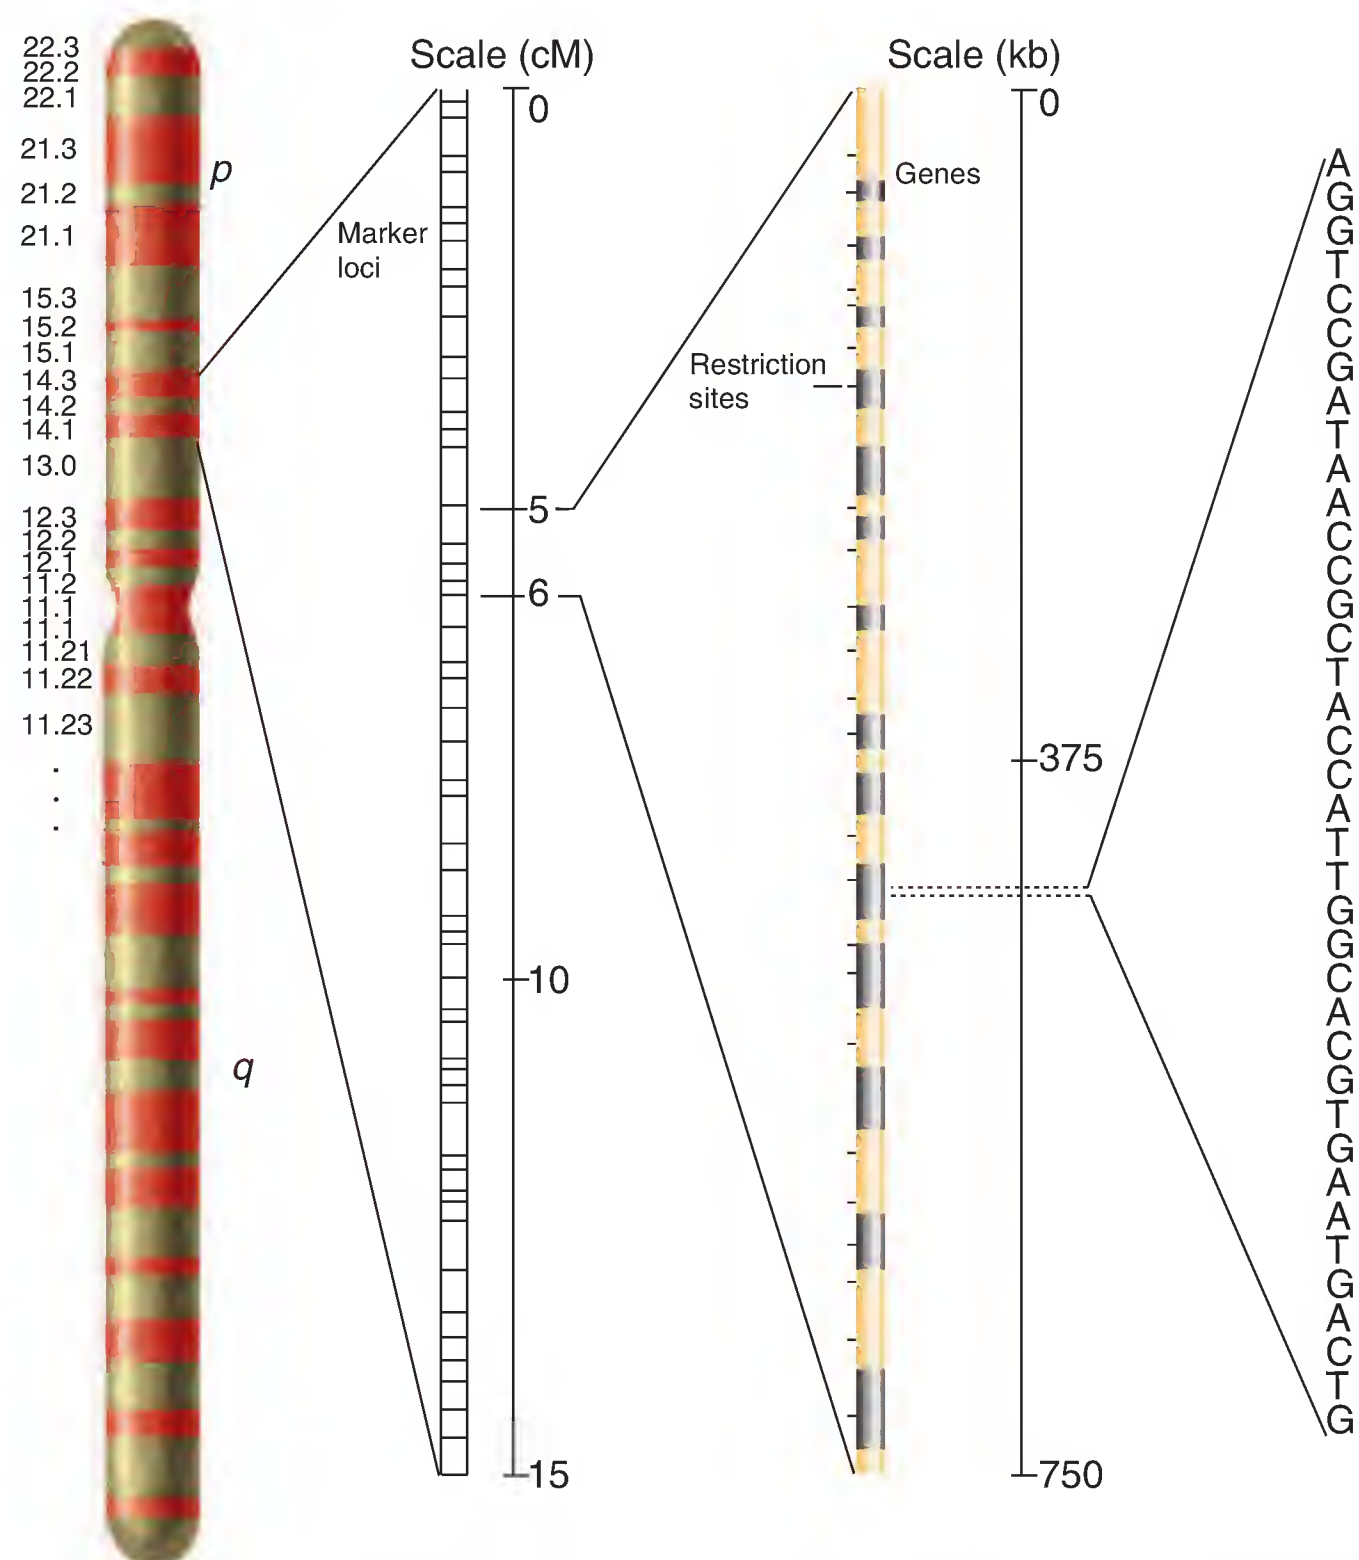 22.3
22.2
22.1
21.3
21.2
21.1
15.3
15.2
15.1
14.3
14.2
14.1
13.0
12.3
12.2
12.1
11.2
11.1
11.1
11.21
11.22
11.23
.
.
.
p
q
Scale (cM)
Marker
loci
0
5
6
10
15
Scale (kb)
Genes
Restriction
sites
0
375
750
A
G
G
T
C
C
G
A
T
A
A
C
C
G
C
T
A
C
C
A
T
T
G
G
C
A
C
G
T
G
A
A
T
G
A
C
T
G